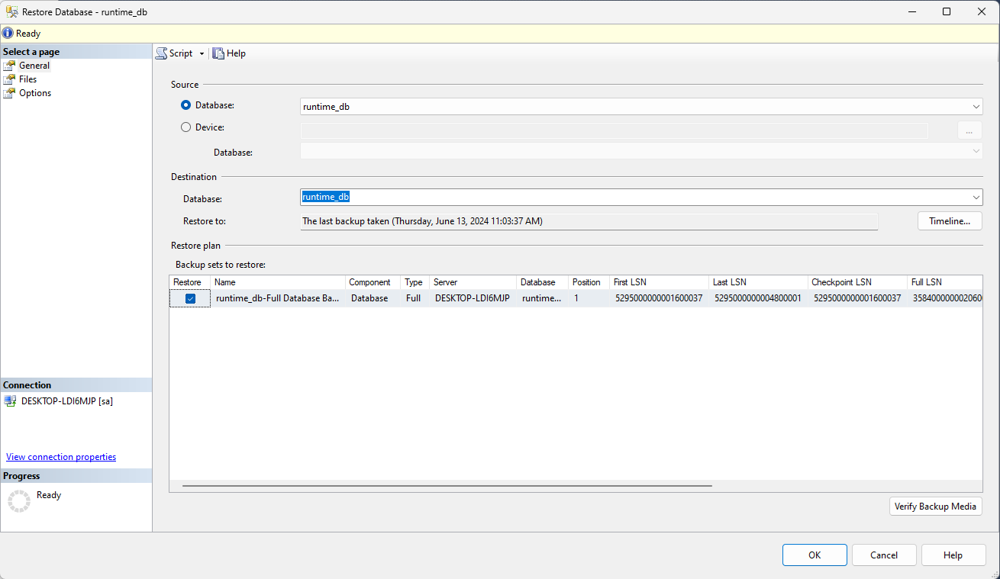 Restore Database - runtime_db
Ready
Select a page
General
Files
Options
Script
Help
Source
Database:
runtime_db
Device:
...
Database:
Destination
Database:
runtime_db
Restore to:
The last backup taken (Thursday, June 13, 2024 11:03:37 AM)
Timeline...
Restore plan
Backup sets to restore:
Restore Name Component Type Server Database Position First LSN Last LSN Checkpoint LSN Full LSN
runtime_db-Full Database Ba... Database Full DESKTOP-LDI6MJP runtime... 1 5295000000001600037 5295000000004800001 5295000000001600037 358400000002060
Connection
DESKTOP-LDI6MJP [sa]
View connection properties
Progress
Ready
Verify Backup Media
OK
Cancel
Help